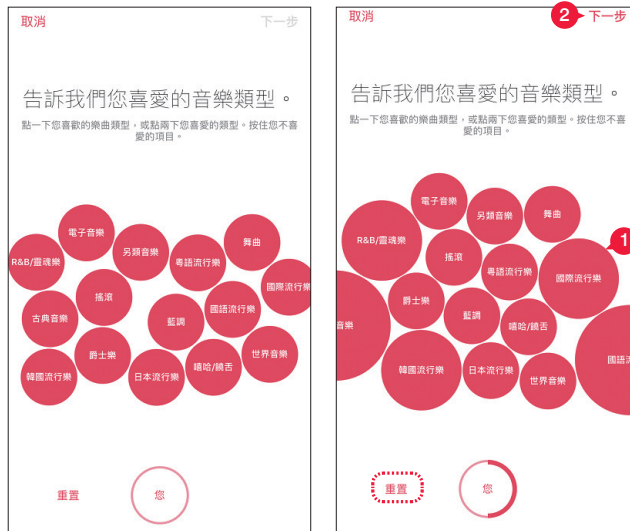 取消
下一步
告訴我們您喜愛的音樂類型。
點一下您喜歡的樂曲類型，或點兩下您喜愛的類型。按住您不喜
愛的項目。
電子音樂
舞曲
另類音樂
R&B/靈魂樂
粵語流行樂
國際流行樂
搖滾
古典音樂
藍調
國語流行樂
爵士樂
世界音樂
韓國流行樂
日本流行樂
嘻哈/饒舌
重置
您
取消
2
下一步
告訴我們您喜愛的音樂類型。
點一下您喜歡的樂曲類型，或點兩下您喜愛的類型。按住您不喜
愛的項目。
電子音樂
另類音樂
舞曲
R&B/靈魂樂
1
搖滾
粵語流行樂
國際流行樂
爵士樂
藍調
音樂
嘻哈/饒舌
國語
韓國流行樂
日本流行樂
世界音樂
重置
您